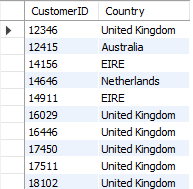 CustomerID Country
12346 United Kingdom
12415 Australia
14156 EIRE
14646 Netherlands
14911 EIRE
16029 United Kingdom
16446 United Kingdom
17450 United Kingdom
17511 United Kingdom
18102 United Kingdom